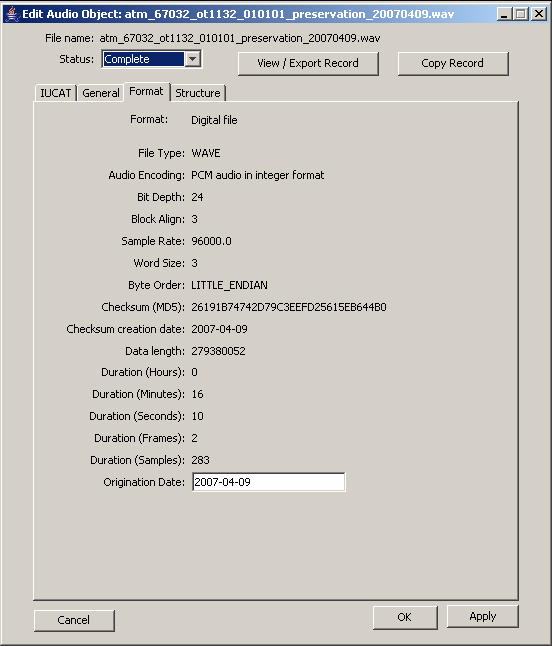 Edit Audio Object: atm_67032_ot1132_010101_preservation_20070409.wav
File name: atm_67032_ot1132_010101_preservation_20070409.wav
Status: Complete View / Export Record Copy Record
IUCAT General Format Structure
Format: Digital file
File Type: WAVE
Audio Encoding: PCM audio in integer format
Bit Depth: 24
Block Align: 3
Sample Rate: 96000.0
Word Size: 3
Byte Order: LITTLE_ENDIAN
Checksum (MD5): 26191B74742D79C3EEFD25615EB644B0
Checksum creation date: 2007-04-09
Data length: 279380052
Duration (Hours): 0
Duration (Minutes): 16
Duration (Seconds): 10
Duration (Frames): 2
Duration (Samples): 283
Origination Date: 2007-04-09
Cancel OK Apply